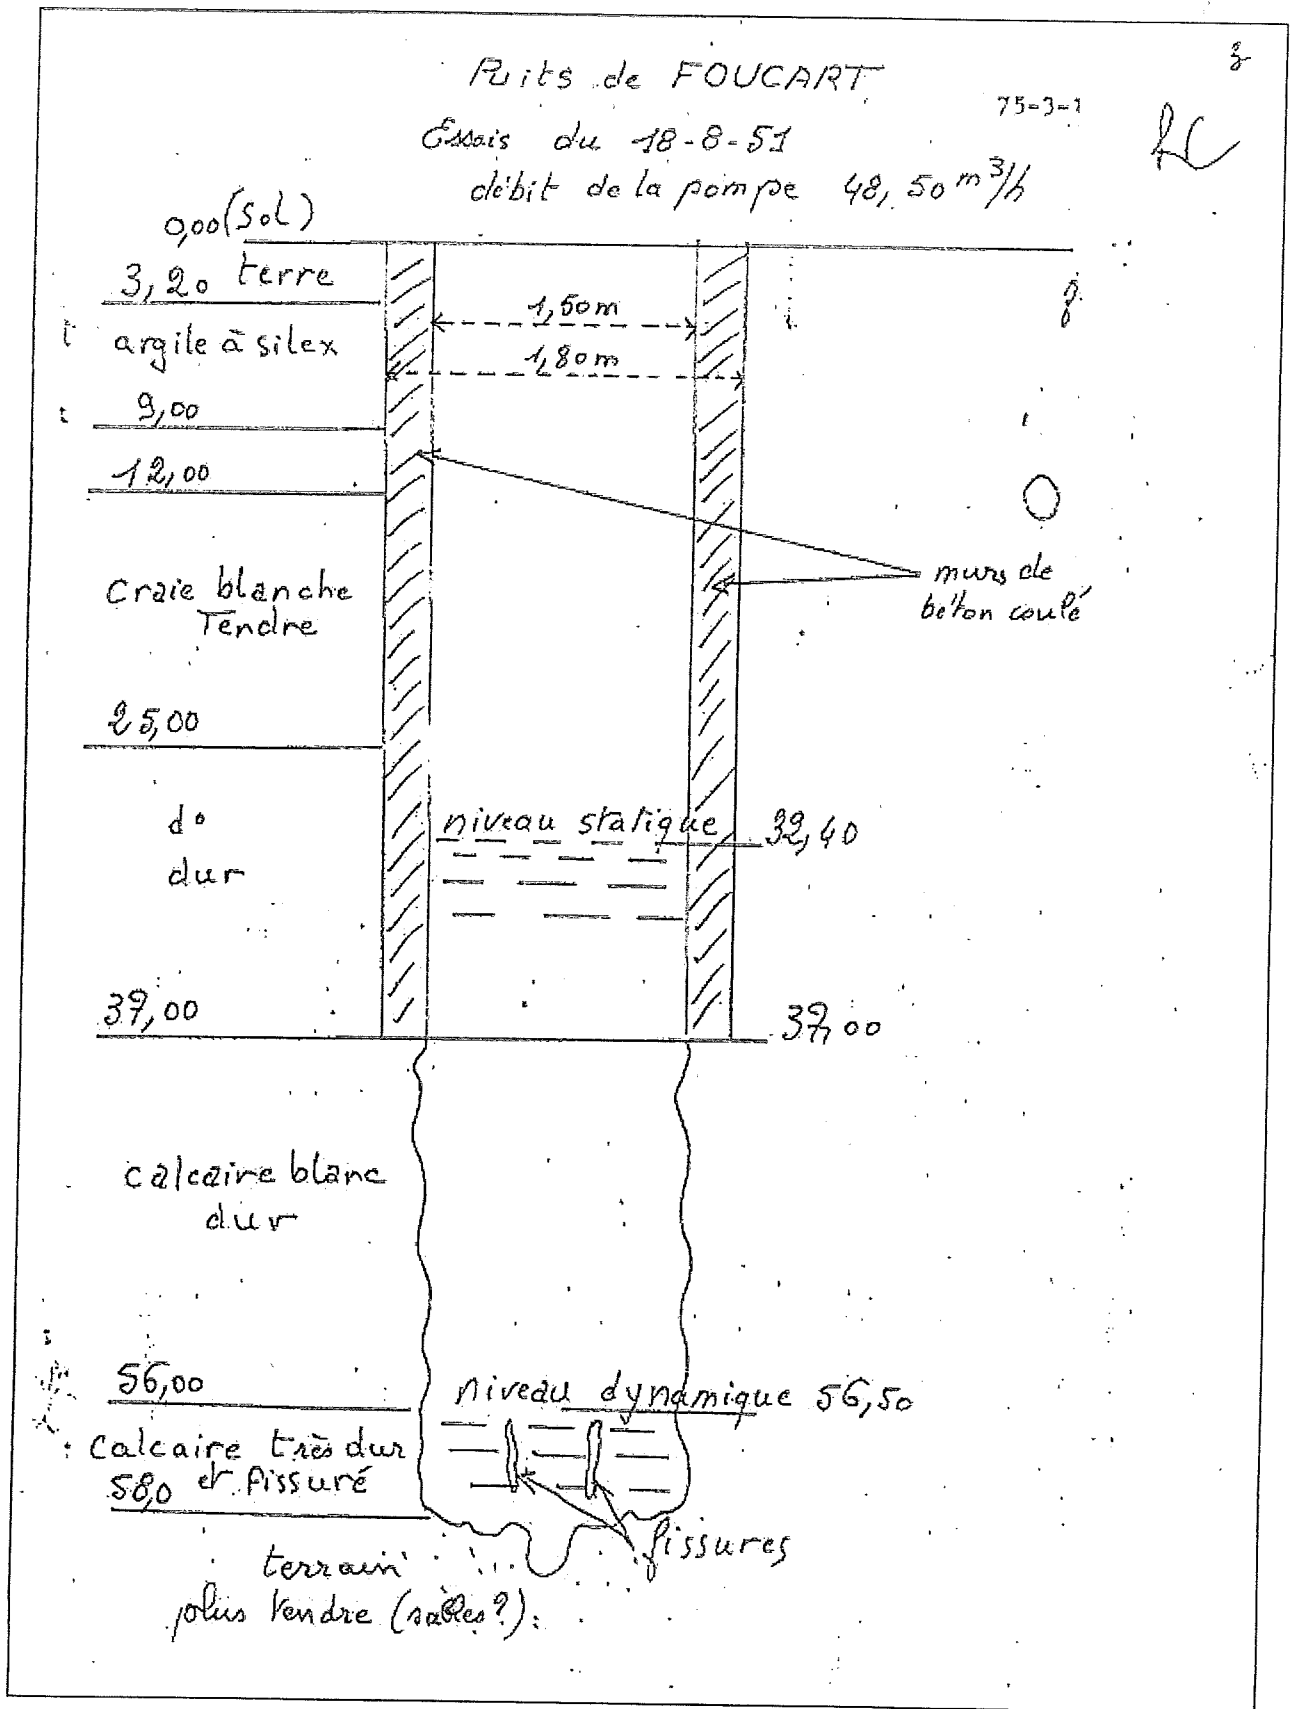 Puits de FOUCART
75-3-1
Essais du 18-8-51
débit de la pompe 48,50 m³/h
0,00 (Sol)
3,20 terre
1,50m
argile à silex
1,80m
9,00
12,00
Craie blanche
Tendre
murs de
béton coulé
25,00
d°
dur
niveau statique 32,40
37,00
37,00
calcaire blanc
dur
56,00
niveau dynamique 56,50
calcaire très dur
58,0 et fissuré
fissures
terrain
plus tendre (sables?).